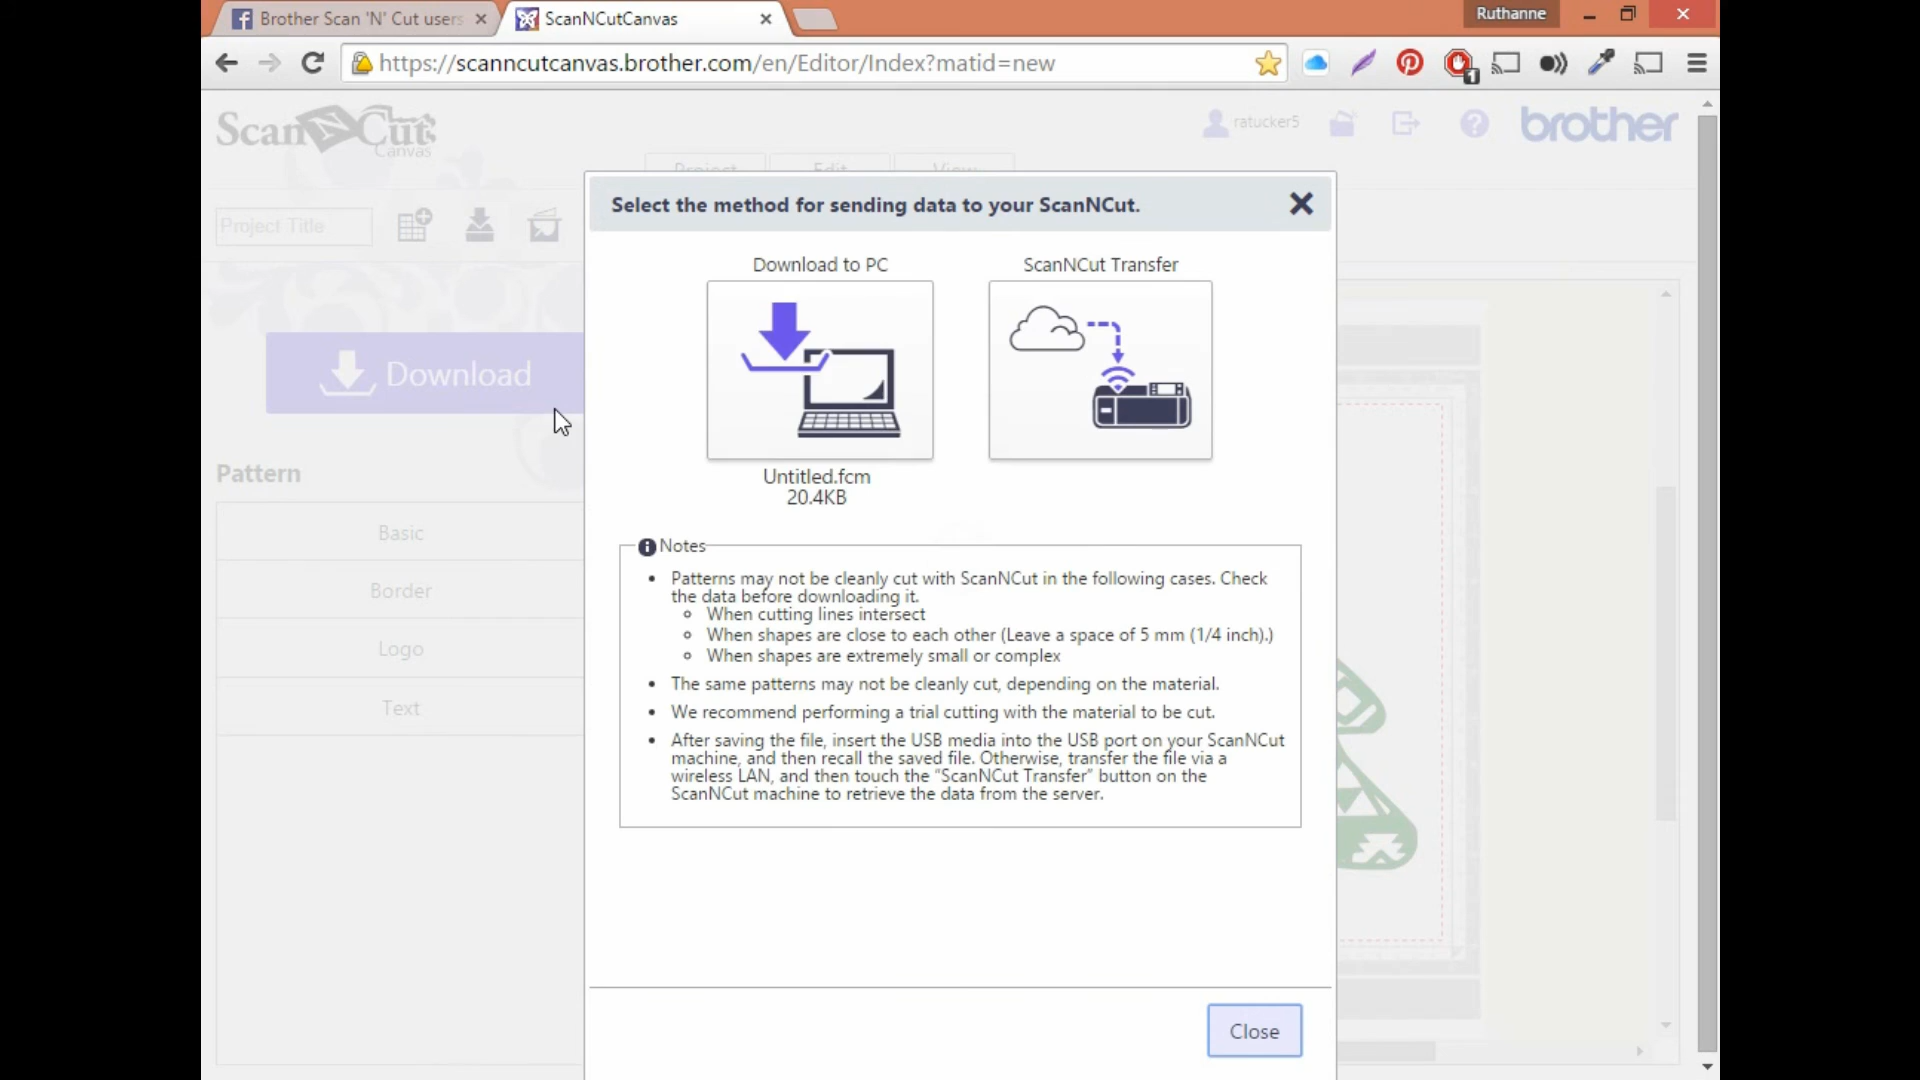 Brother Scan 'N' Cut users
ScanNCutCanvas
Ruthanne
https://scanncutcanvas.brother.com/en/Editor/Index?matid=new
1
ScanNCut
Canvas
ratucker5
brother
Project
Edit
View
Project Title
Select the method for sending data to your ScanNCut.
Download to PC
ScanNCut Transfer
Download
Untitled.fcm
20.4KB
Pattern
Basic
Border
Logo
Text
Notes
Patterns may not be cleanly cut with ScanNCut in the following cases. Check
the data before downloading it.
When cutting lines intersect
When shapes are close to each other (Leave a space of 5 mm (1/4 inch).)
When shapes are extremely small or complex
The same patterns may not be cleanly cut, depending on the material.
We recommend performing a trial cutting with the material to be cut.
After saving the file, insert the USB media into the USB port on your ScanNCut
machine, and then recall the saved file. Otherwise, transfer the file via a
wireless LAN, and then touch the “ScanNCut Transfer” button on the
ScanNCut machine to retrieve the data from the server.
Close